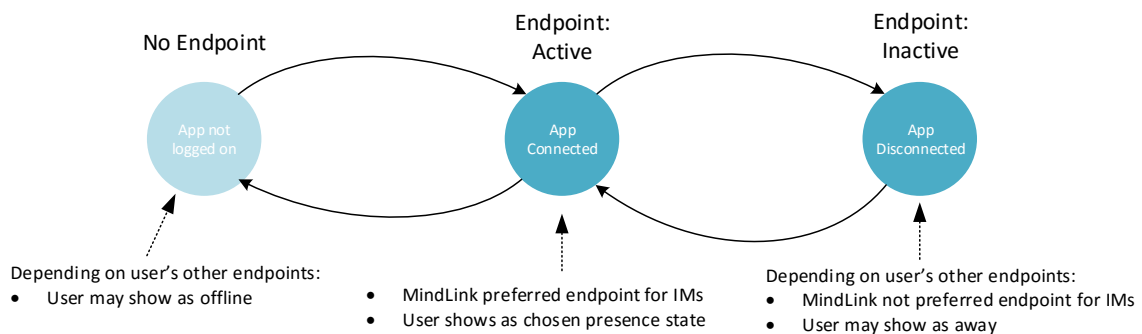 No Endpoint
Endpoint:
Active
Endpoint:
Inactive
App not
logged on
App
Connected
App
Disconnected
Depending on user's other endpoints:
• User may show as offline
• MindLink preferred endpoint for IMs
• User shows as chosen presence state
Depending on user's other endpoints:
• MindLink not preferred endpoint for IMs
• User may show as away